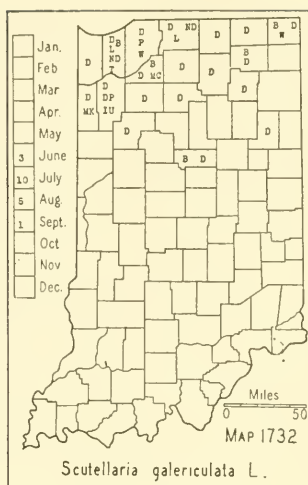 Jan.
Feb
Mar
Apr.
May
3 June
10 July
5 Aug.
1 Sept.
Oct
Nov
Dec.
D
D B
L
ND
T
D
P
W
D ND
L
D
D
D
B D
W
B
D
D B
MC
D
D
MK
D
DP
IU
D
D
D
D
D
B D
Miles
0 50
MAP 1732
Scutellaria galericulata L.